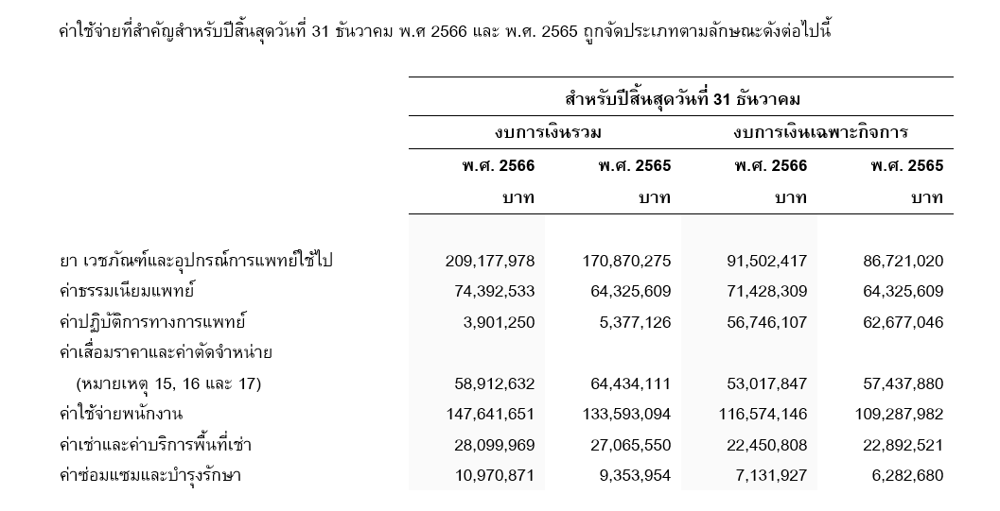 ค่าใช้จ่ายที่สำคัญสำหรับปีสิ้นสุดวันที่ 31 ธันวาคม พ.ศ 2566 และ พ.ศ. 2565 ถูกจัดประเภทตามลักษณะดังต่อไปนี้
สำหรับปีสิ้นสุดวันที่ 31 ธันวาคม
งบการเงินรวม งบการเงินเฉพาะกิจการ
พ.ศ. 2566 พ.ศ. 2565 พ.ศ. 2566 พ.ศ. 2565
บาท บาท บาท บาท
ยา เวชภัณฑ์และอุปกรณ์การแพทย์ใช้ไป 209,177,978 170,870,275 91,502,417 86,721,020
ค่าธรรมเนียมแพทย์ 74,392,533 64,325,609 71,428,309 64,325,609
ค่าปฏิบัติการทางการแพทย์ 3,901,250 5,377,126 56,746,107 62,677,046
ค่าเสื่อมราคาและค่าตัดจำหน่าย
(หมายเหตุ 15, 16 และ 17) 58,912,632 64,434,111 53,017,847 57,437,880
ค่าใช้จ่ายพนักงาน 147,641,651 133,593,094 116,574,146 109,287,982
ค่าเช่าและค่าบริการพื้นที่เช่า 28,099,969 27,065,550 22,450,808 22,892,521
ค่าซ่อมแซมและบำรุงรักษา 10,970,871 9,353,954 7,131,927 6,282,680